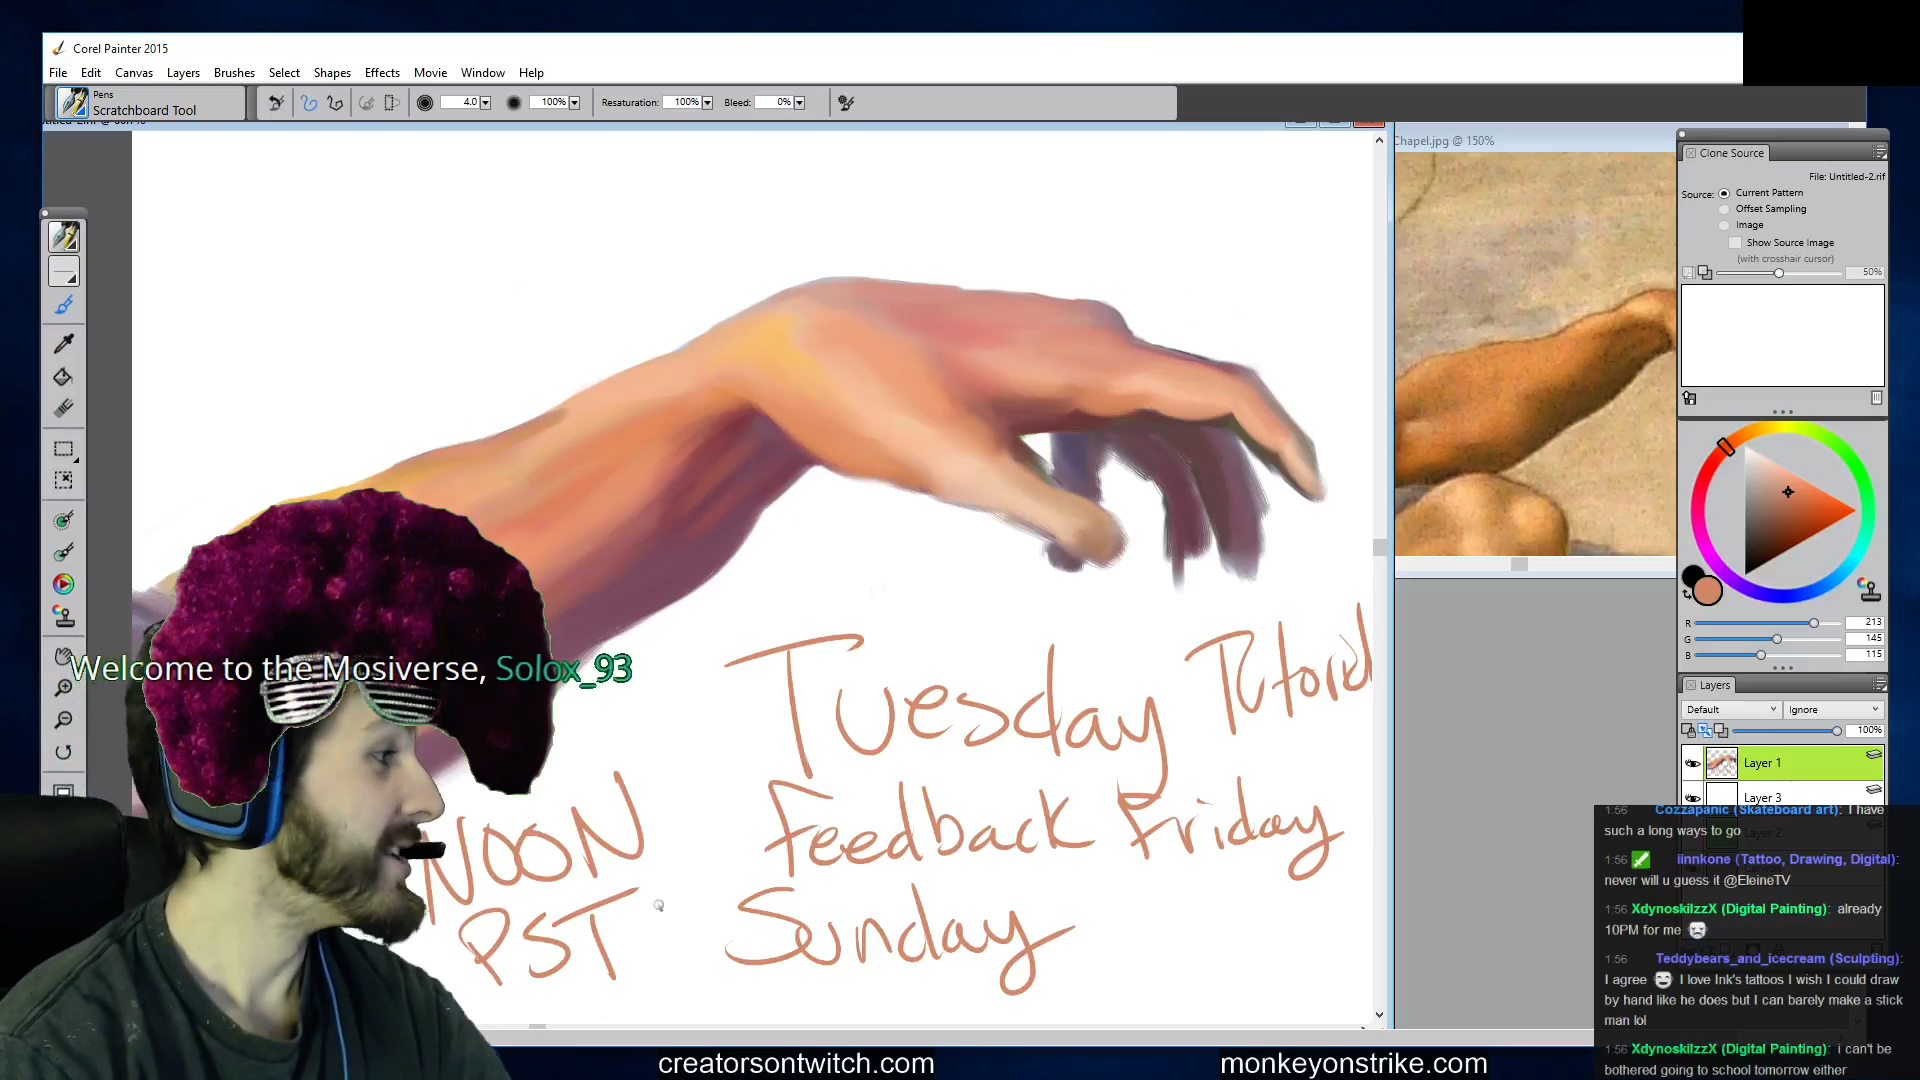 Corel Painter 2015
File Edit Canvas Layers Brushes Select Shapes Effects Movie Window Help
Pens
Scratchboard Tool
4.0 100% Resaturation: 100% Bleed: 0%
Chapel.jpg @ 150%
Clone Source
File: Untitled-2.rif
Source: Current Pattern
Offset Sampling
Image
Show Source Image
(with crosshair cursor)
50%
R 213
G 145
B 115
Layers
Default Ignore
100%
Layer 1
Layer 3
Layer 2
Welcome to the Mosiverse, Solox_93
Tuesday Tutorial
Feedback Friday
Sunday
NOON
PST
1:56 Cozzapanic (Skateboard art): I have
such a long ways to go
1:56 iinnkone (Tattoo, Drawing, Digital):
never will u guess it @EleineTV
1:56 XdynoskilzzX (Digital Painting): already
10PM for me
1:56 Teddybears_and_icecream (Sculpting):
I agree I love Ink's tattoos I wish I could draw
by hand like he does but I can barely make a stick
man lol
1:56 XdynoskilzzX (Digital Painting): i can't be
bothered going to school tomorrow either
creatorsontwitch.com
monkeyonstrike.com